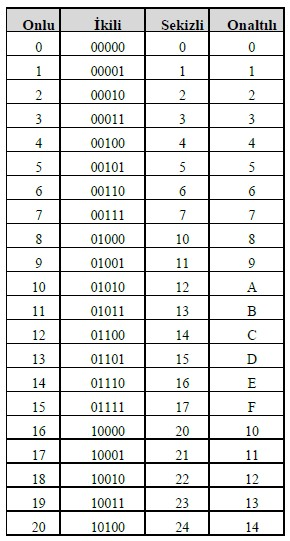 Onlu İkili Sekizli Onaltılı
0 00000 0 0
1 00001 1 1
2 00010 2 2
3 00011 3 3
4 00100 4 4
5 00101 5 5
6 00110 6 6
7 00111 7 7
8 01000 10 8
9 01001 11 9
10 01010 12 A
11 01011 13 B
12 01100 14 C
13 01101 15 D
14 01110 16 E
15 01111 17 F
16 10000 20 10
17 10001 21 11
18 10010 22 12
19 10011 23 13
20 10100 24 14